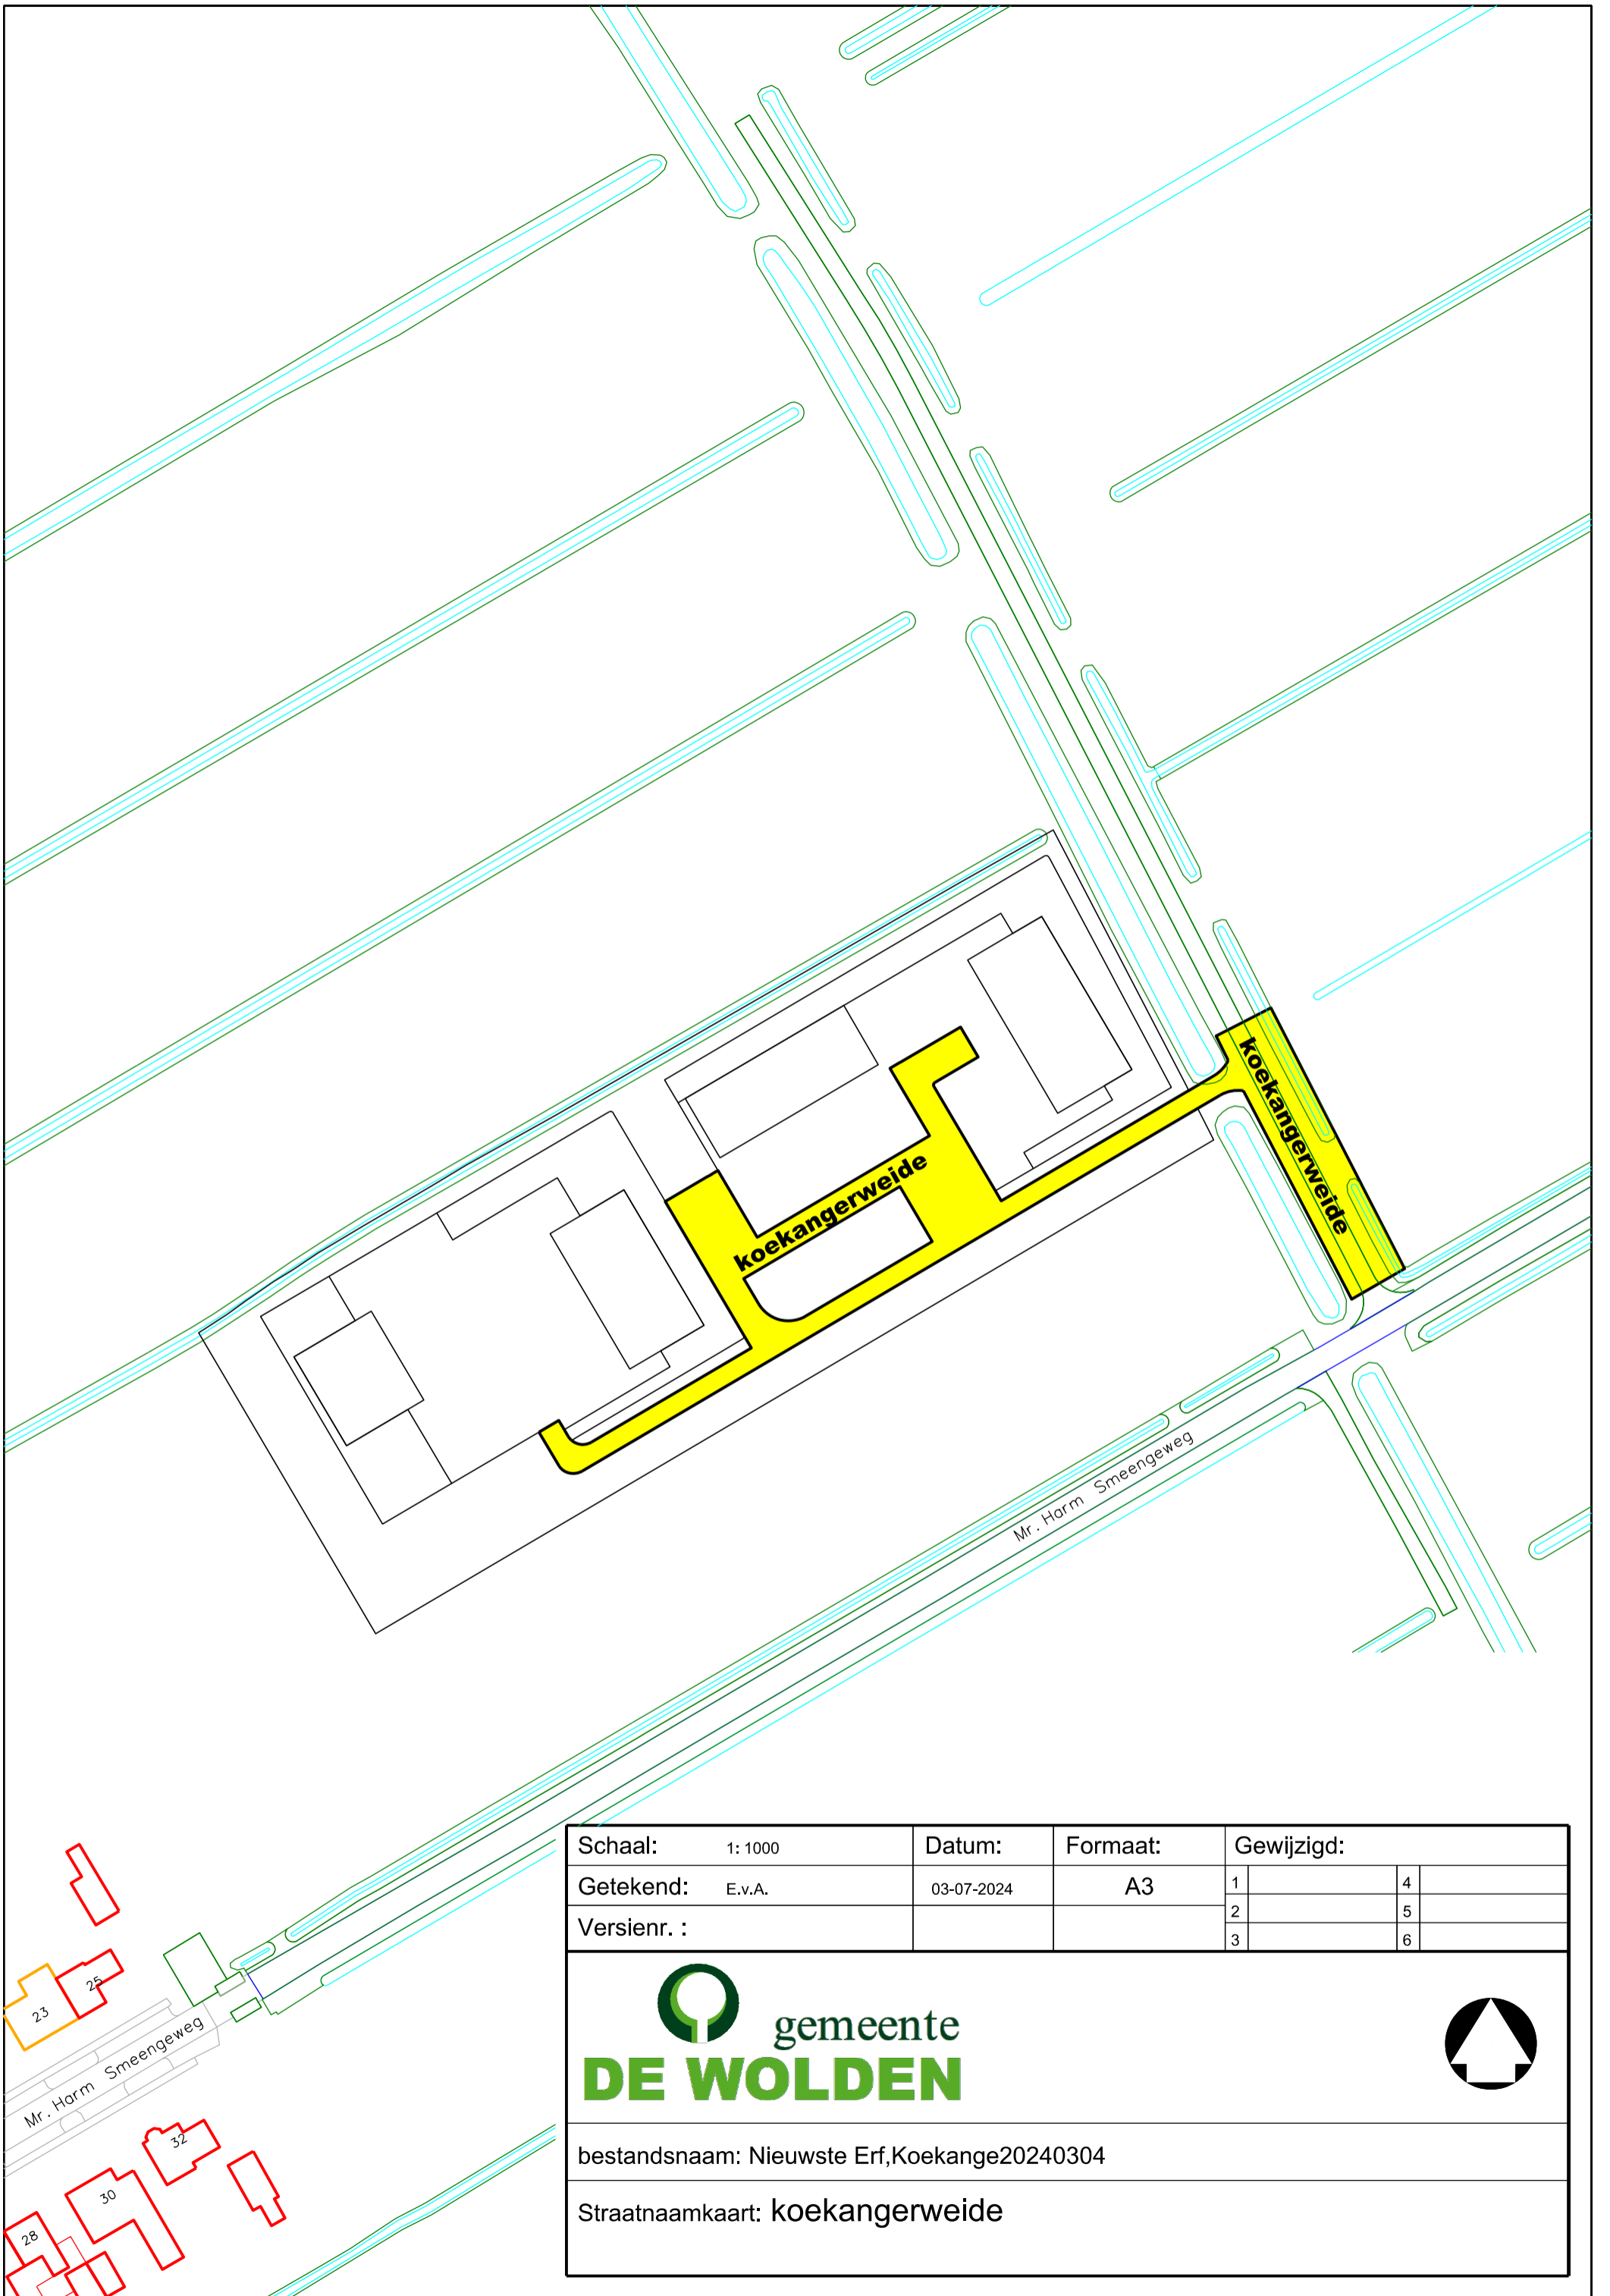 koekangerweide
koekangerweide
Mr. Harm Smeengeweg
23
25
Mr. Harm Smeengeweg
32
30
28
Schaal: 1: 1000 Datum: Formaat: Gewijzigd:
Getekend: E.v.A. 03-07-2024 A3 1 4
2 5
Versienr. :
3 6
gemeente
DE WOLDEN
bestandsnaam: Nieuwste Erf,Koekange20240304
Straatnaamkaart: koekangerweide